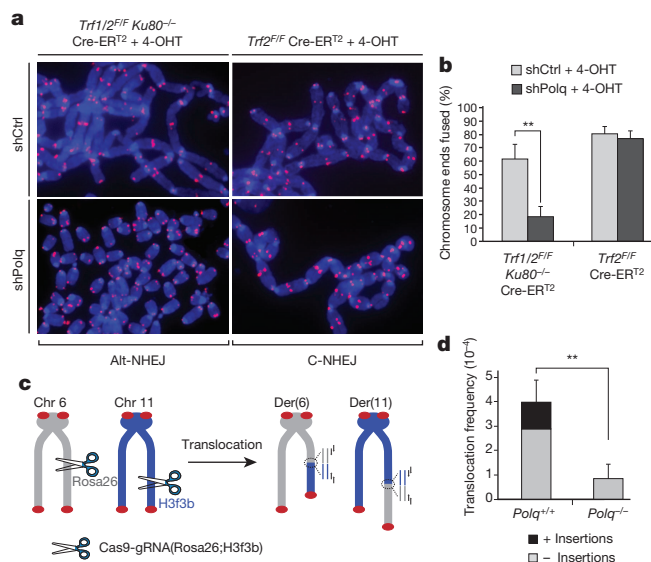 a
Trf1/2F/F Ku80–/–
Cre-ERT2 + 4-OHT
Trf2F/F Cre-ERT2 + 4-OHT
shCtrl
shPolq
Alt-NHEJ
C-NHEJ
b
shCtrl + 4-OHT
shPolq + 4-OHT
Chromosome ends fused (%)
100
90
80
70
60
50
40
30
20
10
0
**
Trf1/2F/F
Ku80–/–
Cre-ERT2
Trf2F/F
Cre-ERT2
c
Chr 6
Chr 11
Rosa26
H3f3b
Translocation
Der(6)
Der(11)
Cas9-gRNA(Rosa26;H3f3b)
d
Translocation frequency (10–4)
5
4
3
2
1
0
**
Polq+/+
Polq–/–
+ Insertions
– Insertions